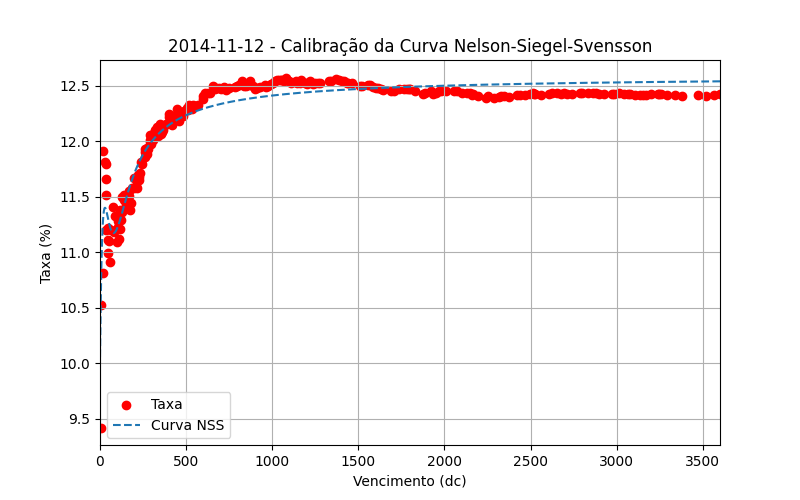 2014-11-12 - Calibração da Curva Nelson-Siegel-Svensson
Taxa (%)
12.5
12.0
11.5
11.0
10.5
10.0
9.5
Taxa
Curva NSS
0 500 1000 1500 2000 2500 3000 3500
Vencimento (dc)